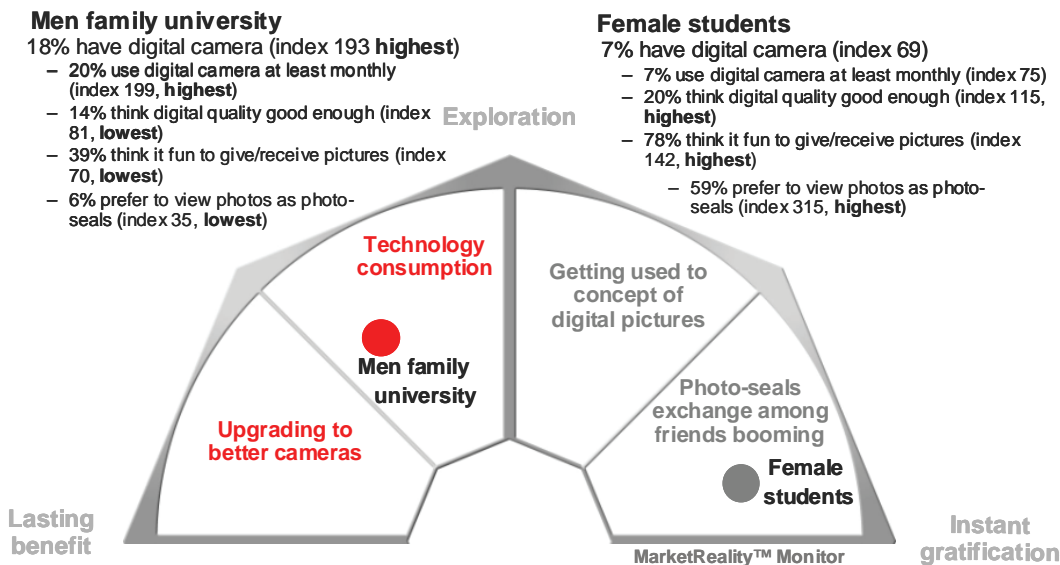 Men family university
18% have digital camera (index 193 highest)
– 20% use digital camera at least monthly
(index 199, highest)
– 14% think digital quality good enough (index
81, lowest)
– 39% think it fun to give/receive pictures (index
70, lowest)
– 6% prefer to view photos as photo-
seals (index 35, lowest)
Female students
7% have digital camera (index 69)
– 7% use digital camera at least monthly (index 75)
– 20% think digital quality good enough (index 115,
highest)
– 78% think it fun to give/receive pictures (index
142, highest)
– 59% prefer to view photos as photo-
seals (index 315, highest)
Exploration
Technology
consumption
Getting used to
concept of
digital pictures
Men family
university
Upgrading to
better cameras
Photo-seals
exchange among
friends booming
Female
students
Lasting
benefit
Instant
gratification
MarketReality™ Monitor